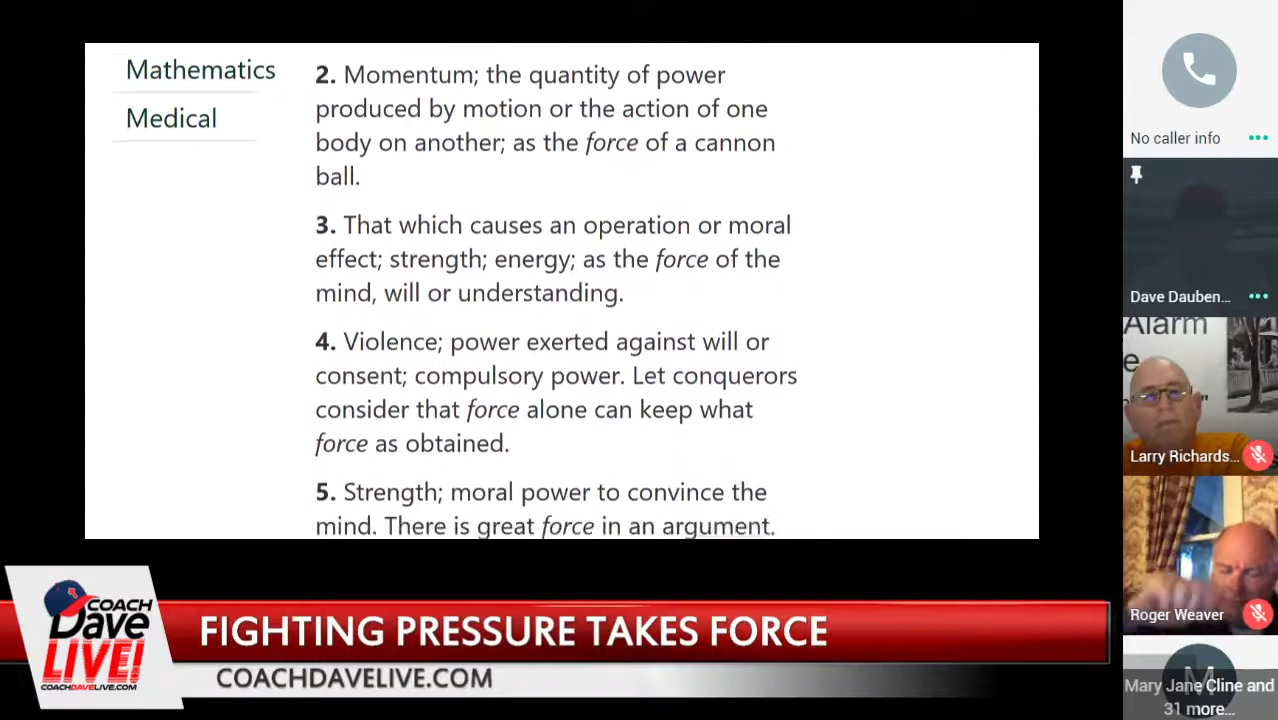 Mathematics
Medical
2. Momentum; the quantity of power
produced by motion or the action of one
body on another; as the force of a cannon
ball.
3. That which causes an operation or moral
effect; strength; energy; as the force of the
mind, will or understanding.
4. Violence; power exerted against will or
consent; compulsory power. Let conquerors
consider that force alone can keep what
force as obtained.
5. Strength; moral power to convince the
mind. There is great force in an argument.
No caller info
Dave Dauben...
Alarm
e
Larry Richards...
Roger Weaver
M
Mary Jane Cline and
31 more...
COACH
Dave
LIVE!
COACHDAVELIVE.COM
FIGHTING PRESSURE TAKES FORCE
COACHDAVELIVE.COM